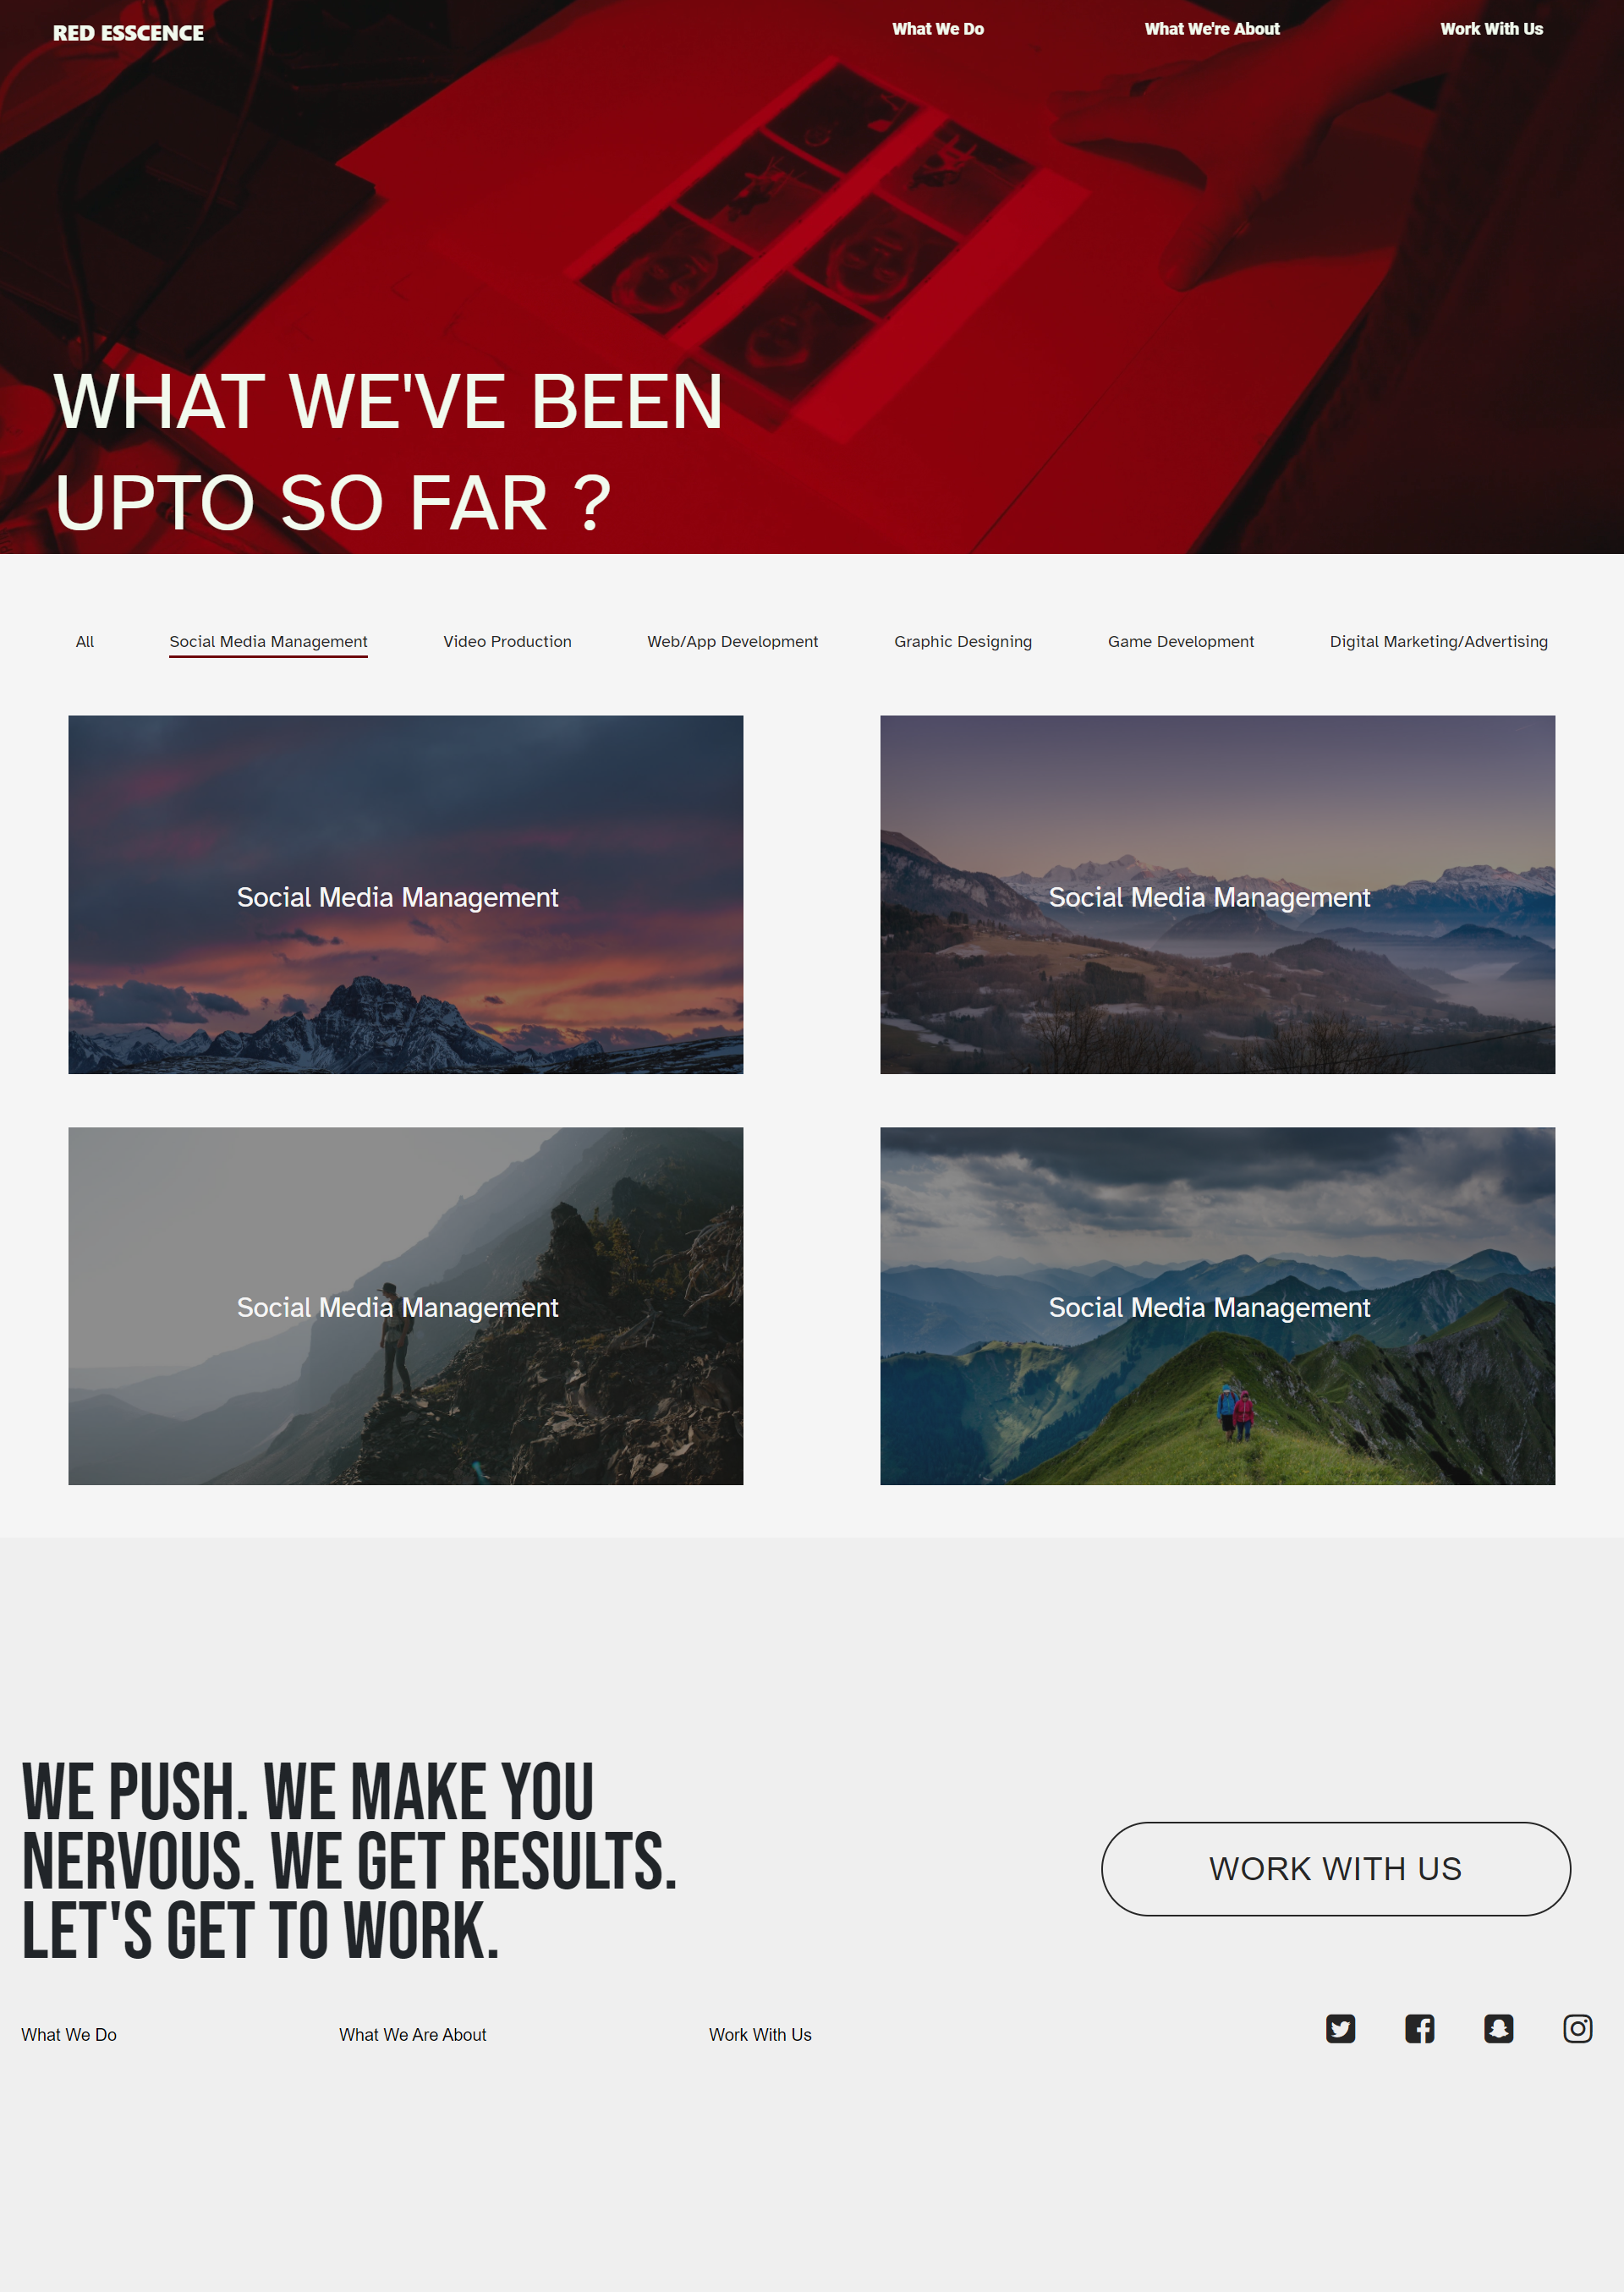 RED ESSCENCE
What We Do
What We're About
Work With Us
WHAT WE'VE BEEN
UPTO SO FAR ?
All
Social Media Management
Video Production
Web/App Development
Graphic Designing
Game Development
Digital Marketing/Advertising
Social Media Management
Social Media Management
Social Media Management
Social Media Management
WE PUSH. WE MAKE YOU
NERVOUS. WE GET RESULTS.
LET'S GET TO WORK.
WORK WITH US
What We Do
What We Are About
Work With Us